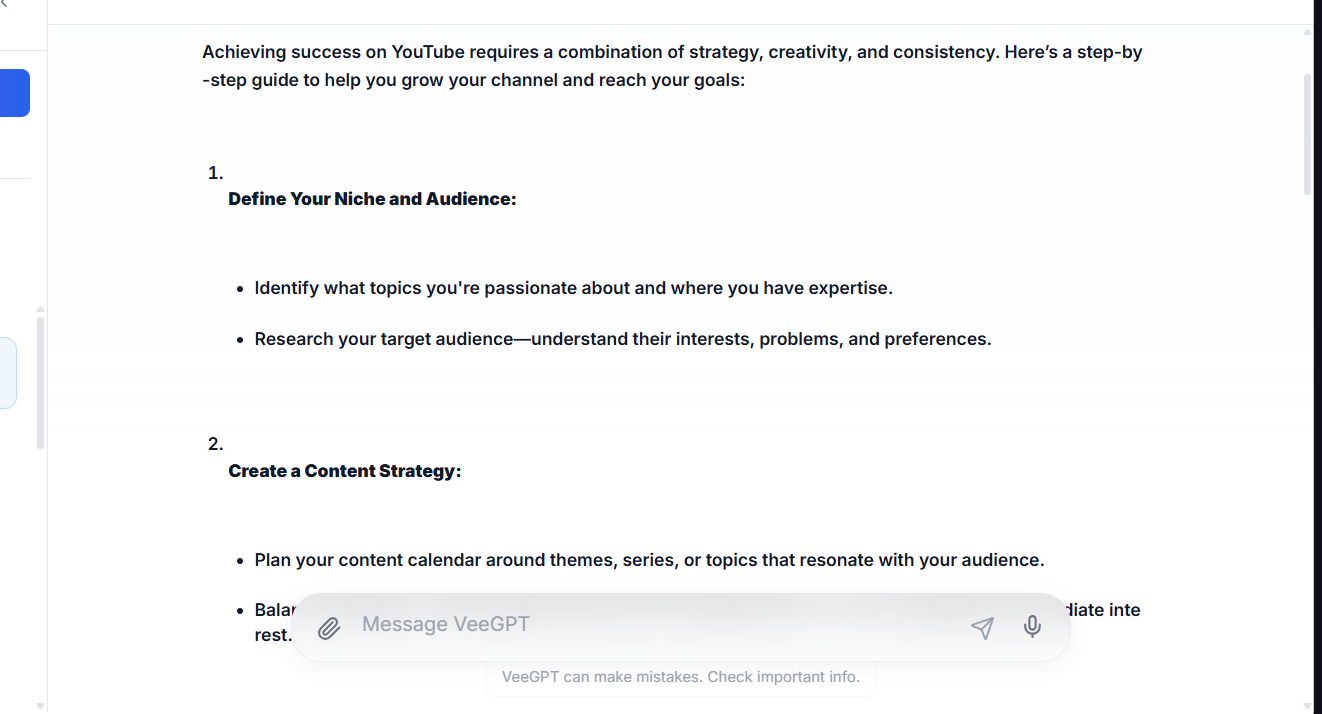 Achieving success on YouTube requires a combination of strategy, creativity, and consistency. Here’s a step-by
-step guide to help you grow your channel and reach your goals:
1.
Define Your Niche and Audience:
• Identify what topics you're passionate about and where you have expertise.
• Research your target audience—understand their interests, problems, and preferences.
2.
Create a Content Strategy:
• Plan your content calendar around themes, series, or topics that resonate with your audience.
inte
rest.
Message VeeGPT
VeeGPT can make mistakes. Check important info.